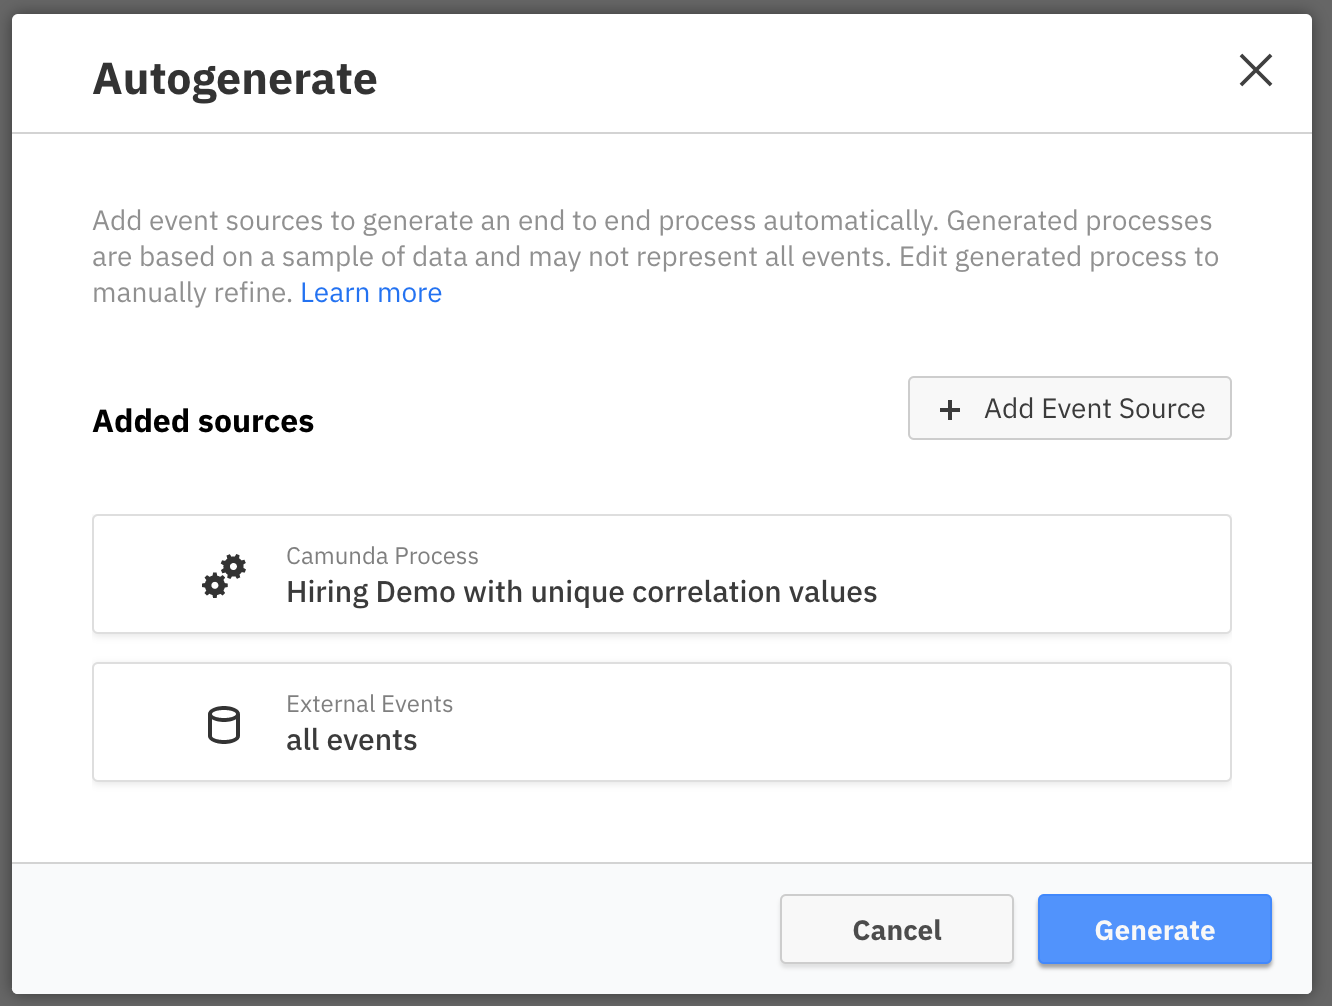 Autogenerate
Add event sources to generate an end to end process automatically. Generated processes
are based on a sample of data and may not represent all events. Edit generated process to
manually refine. Learn more
Added sources
+ Add Event Source
Camunda Process
Hiring Demo with unique correlation values
External Events
all events
Cancel
Generate